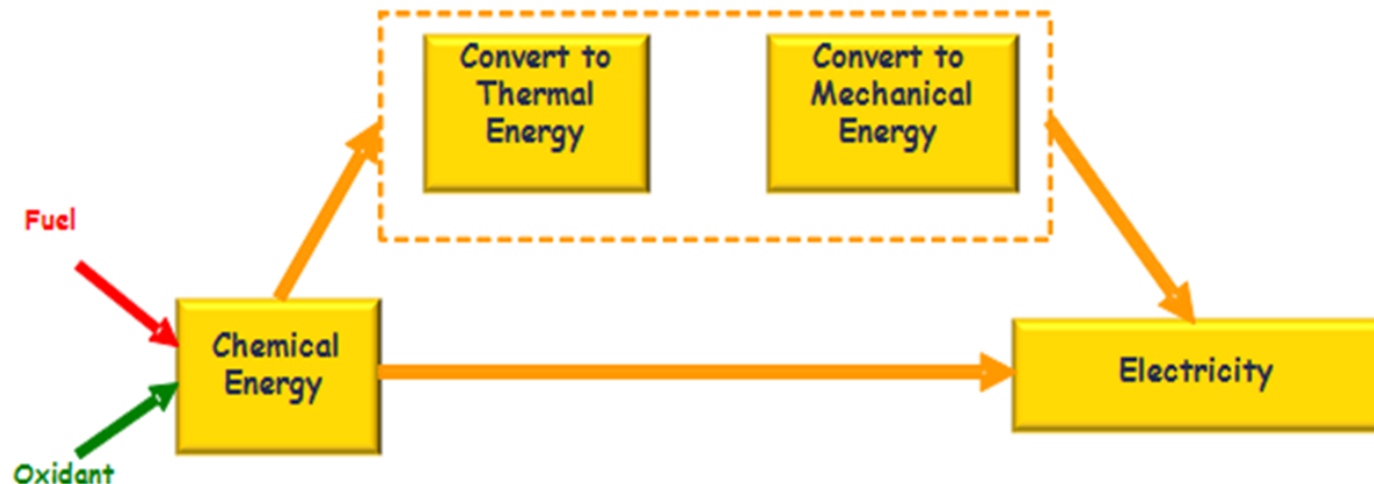 Convert to
Thermal
Energy
Convert to
Mechanical
Energy
Fuel
Chemical
Energy
Electricity
Oxidant